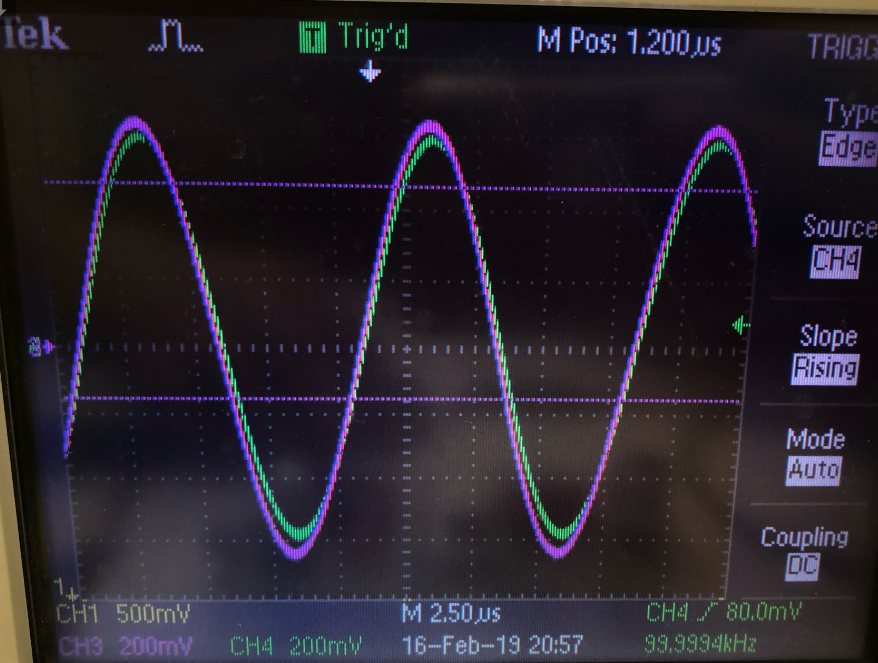 Tek Trig'd M Pos: 1.200µs TRIGG
Type
Edge
Source
CH4
Slope
Rising
Mode
Auto
Coupling
DC
1
CH1 500mV M 2.50µs CH4 80.0mV
CH3 200mV CH4 200mV 16-Feb-19 20:57 99.9994kHz